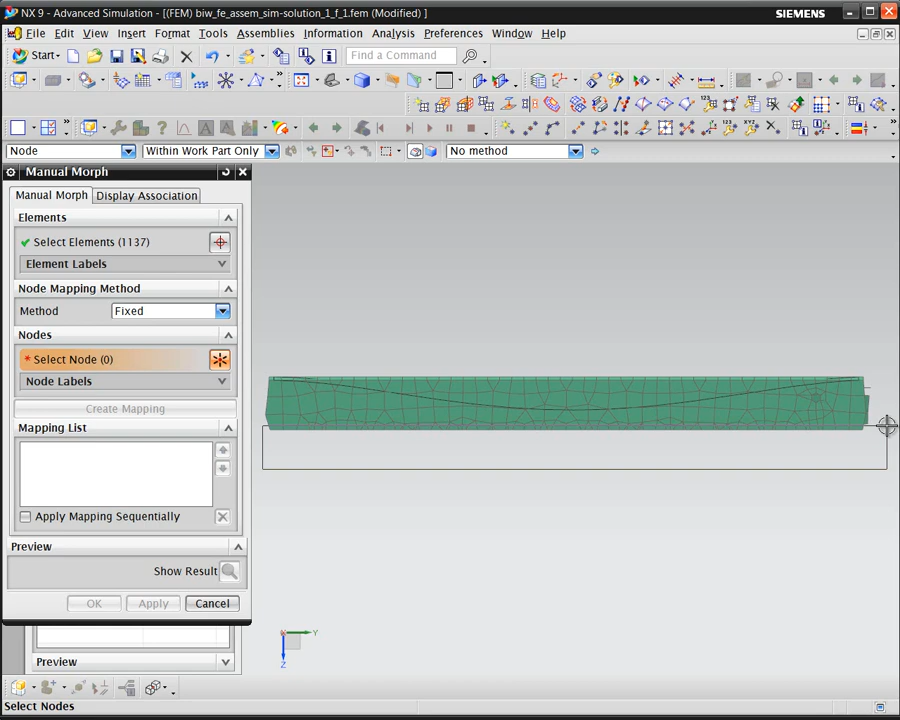 NX 9 - Advanced Simulation - [(FEM) biw_fe_assem_sim-solution_1_f_1.fem (Modified) ]
SIEMENS
File Edit View Insert Format Tools Assemblies Information Analysis Preferences Window Help
Start
Find a Command
Node
Within Work Part Only
No method
Manual Morph
Manual Morph
Display Association
Elements
Select Elements (1137)
Element Labels
Node Mapping Method
Method
Fixed
Nodes
* Select Node (0)
Node Labels
Create Mapping
Mapping List
Apply Mapping Sequentially
Preview
Show Result
OK
Apply
Cancel
Preview
X
Y
Z
Select Nodes